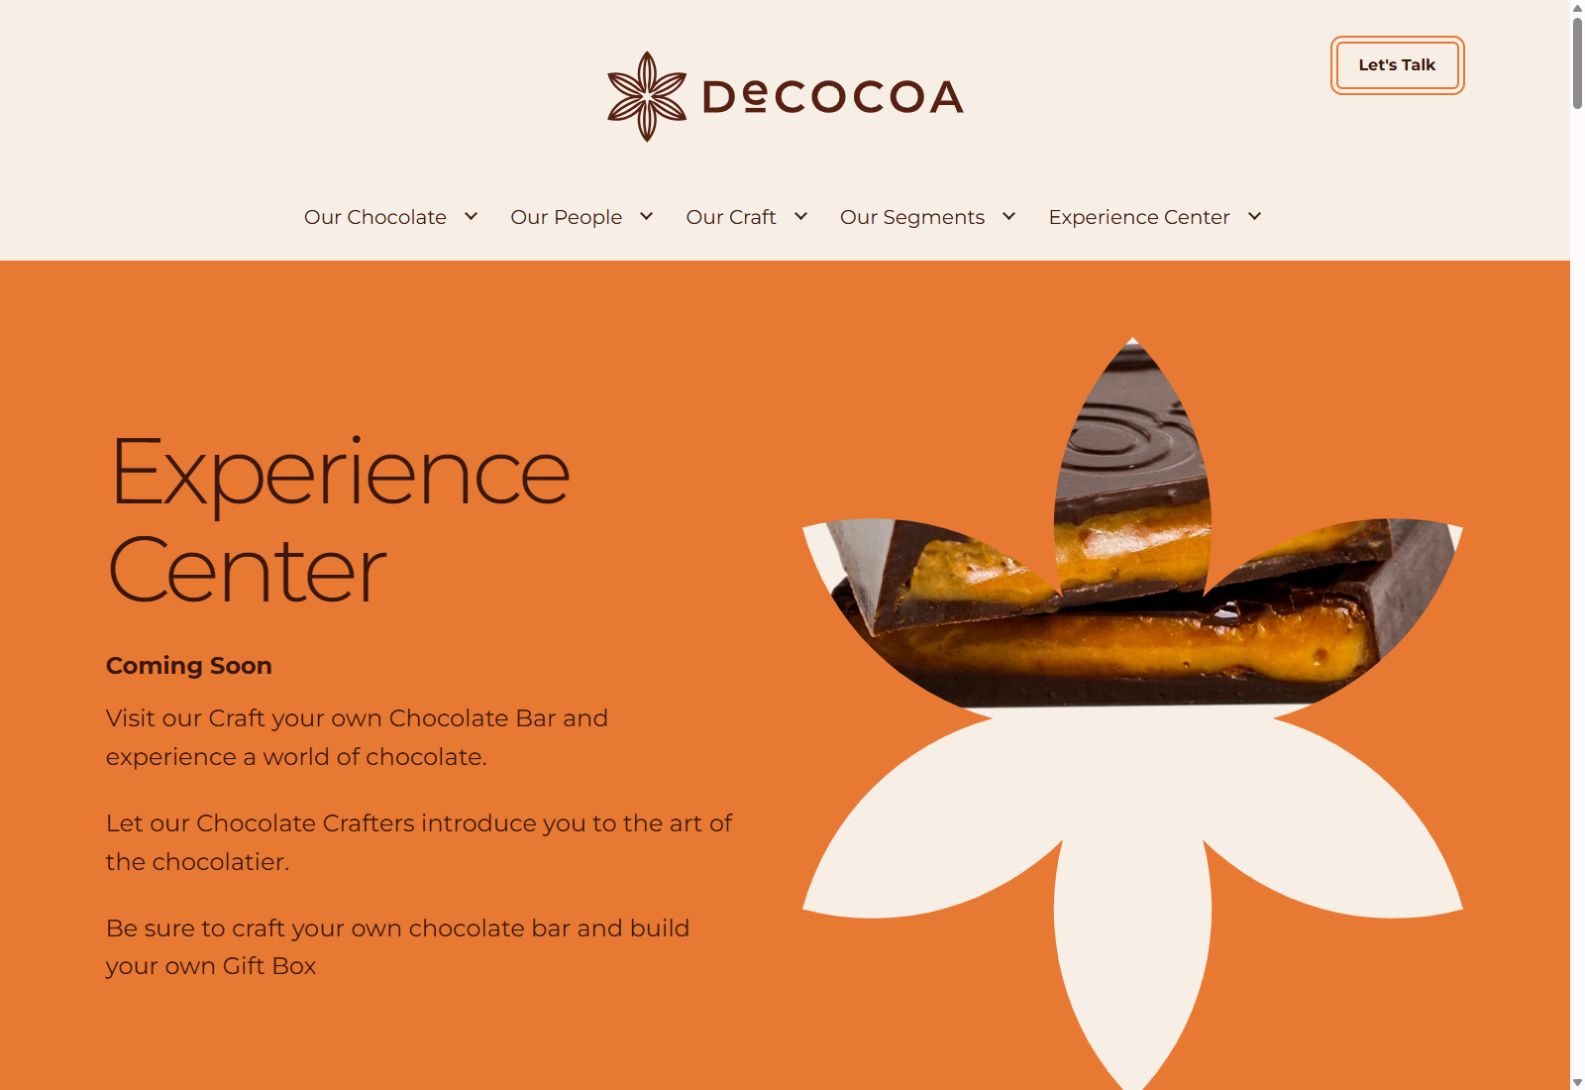 DeCOCOA
Let's Talk
Our Chocolate
Our People
Our Craft
Our Segments
Experience Center
Experience
Center
Coming Soon
Visit our Craft your own Chocolate Bar and
experience a world of chocolate.
Let our Chocolate Crafters introduce you to the art of
the chocolatier.
Be sure to craft your own chocolate bar and build
your own Gift Box